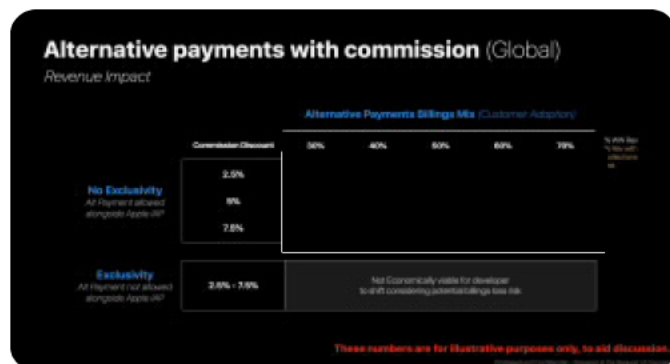 Alternative payments with commission (Global)
Revenue Impact
Alternative Payments Billings Mix (Customer Adoption)
Commission Discount 30% 40% 50% 60% 70%
No Exclusivity
Alt Payment allowed
alongside Apple IAP
2.5%
5%
7.5%
Exclusivity
Alt Payment not allowed
alongside Apple IAP
2.5% - 7.5%
Not Economically viable for developer
to shift considering potential billings loss risk
These numbers are for illustrative purposes only, to aid discussion